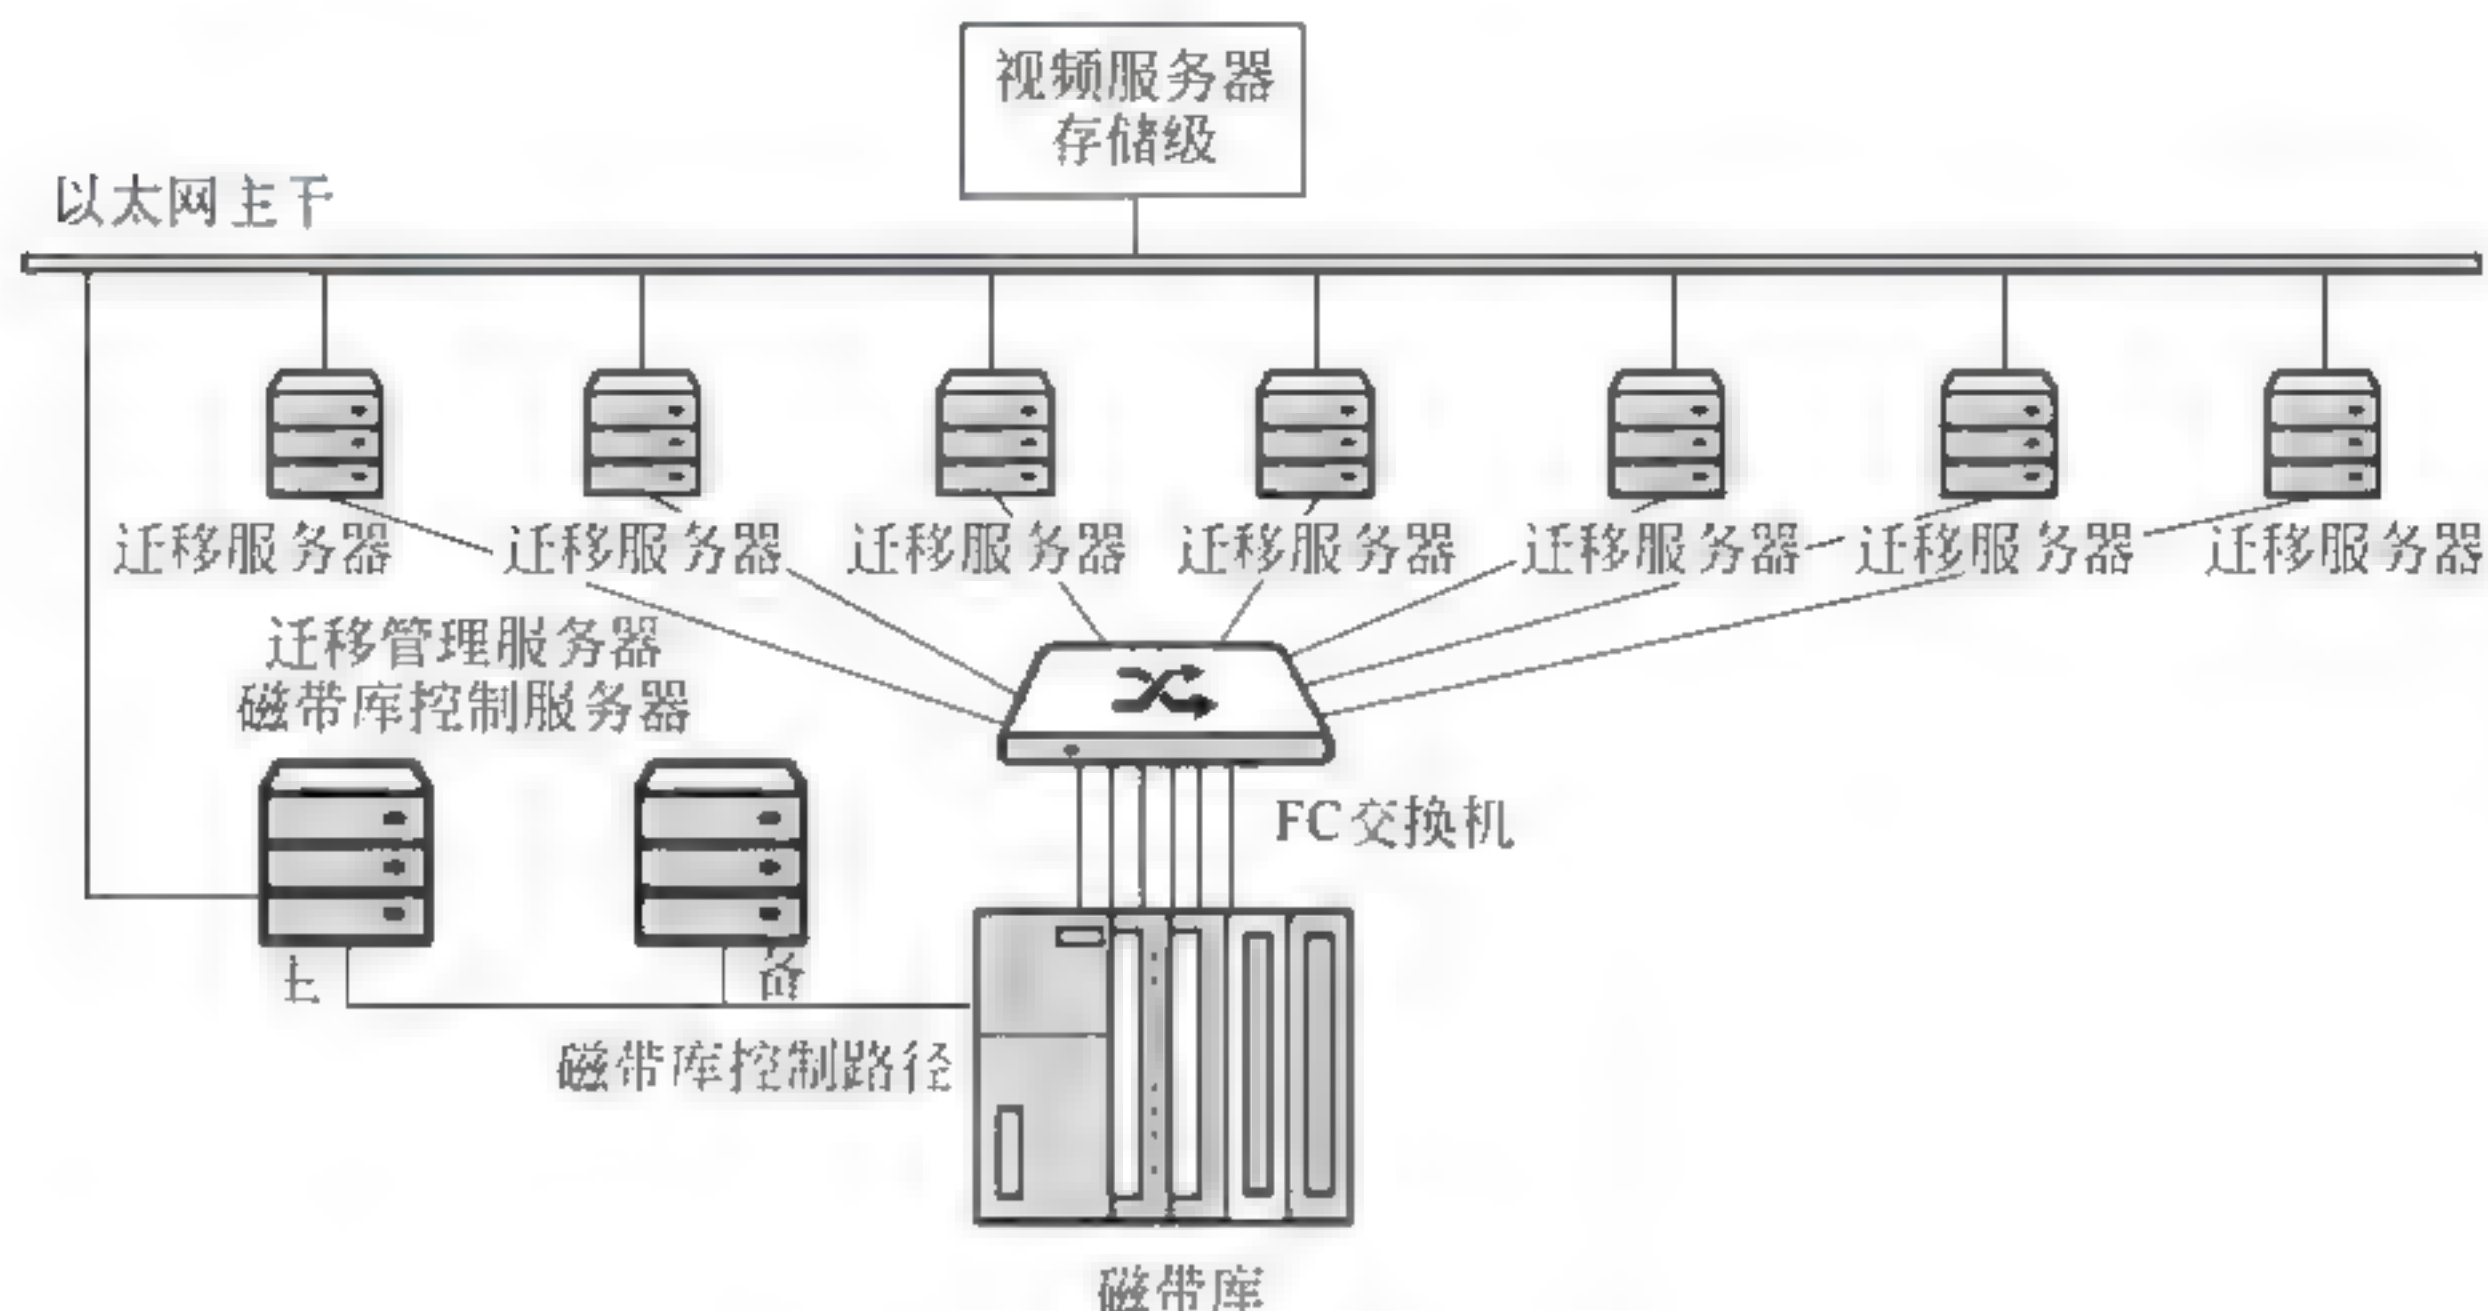 视频服务器
存储级
以太网主干
迁移服务器 迁移服务器 迁移服务器 迁移服务器 迁移服务器 迁移服务器 迁移服务器
迁移管理服务器
磁带库控制服务器
FC交换机
主 备
磁带库控制路径
磁带库